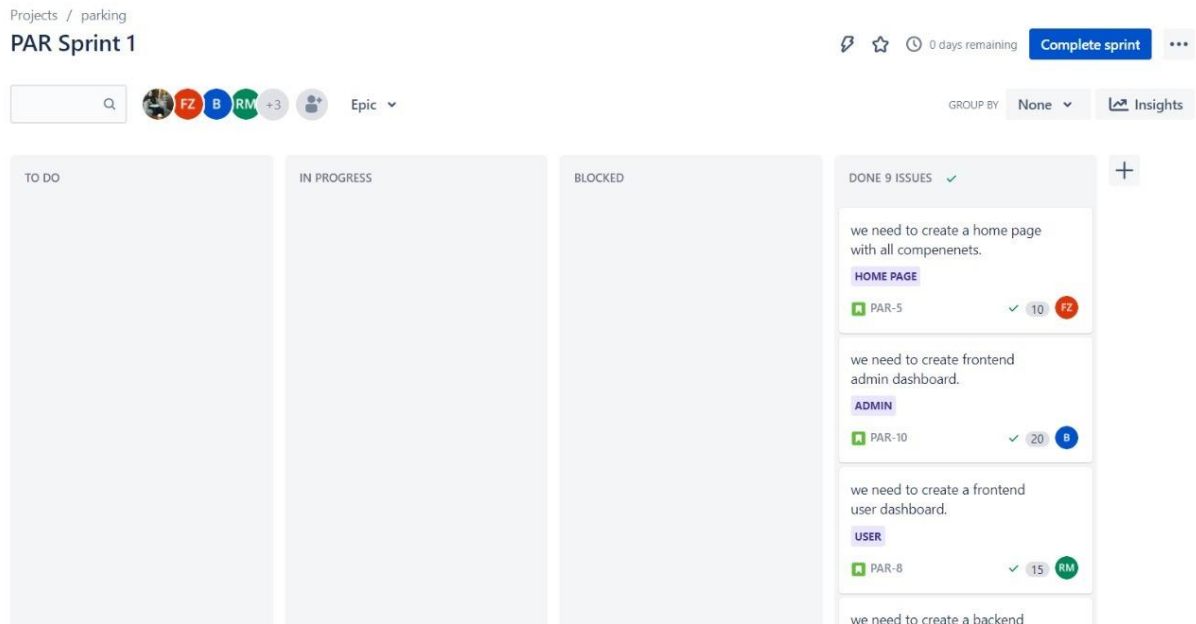 Projects / parking
PAR Sprint 1
0 days remaining
Complete sprint
FZ
B
RM
+3
Epic
GROUP BY
None
Insights
TO DO
IN PROGRESS
BLOCKED
DONE 9 ISSUES
we need to create a home page
with all compenenets.
HOME PAGE
PAR-5
10
FZ
we need to create frontend
admin dashboard.
ADMIN
PAR-10
20
B
we need to create a frontend
user dashboard.
USER
PAR-8
15
RM
we need to create a backend